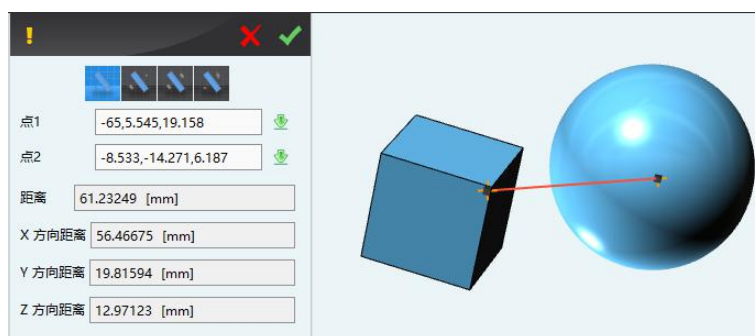 点1 -65,5.545,19.158
点2 -8.533,-14.271,6.187
距离 61.23249 [mm]
X 方向距离 56.46675 [mm]
Y 方向距离 19.81594 [mm]
Z 方向距离 12.97123 [mm]